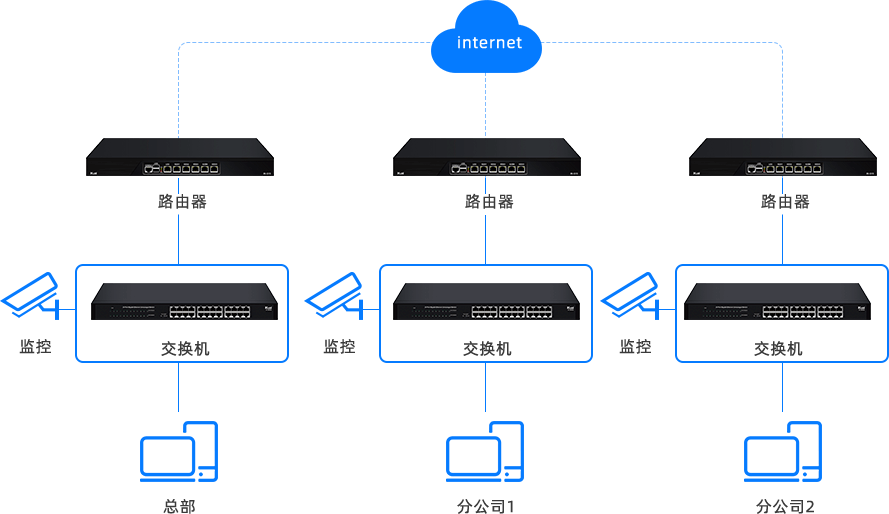 internet
路由器
路由器
路由器
监控
交换机
监控
交换机
监控
交换机
总部
分公司1
分公司2